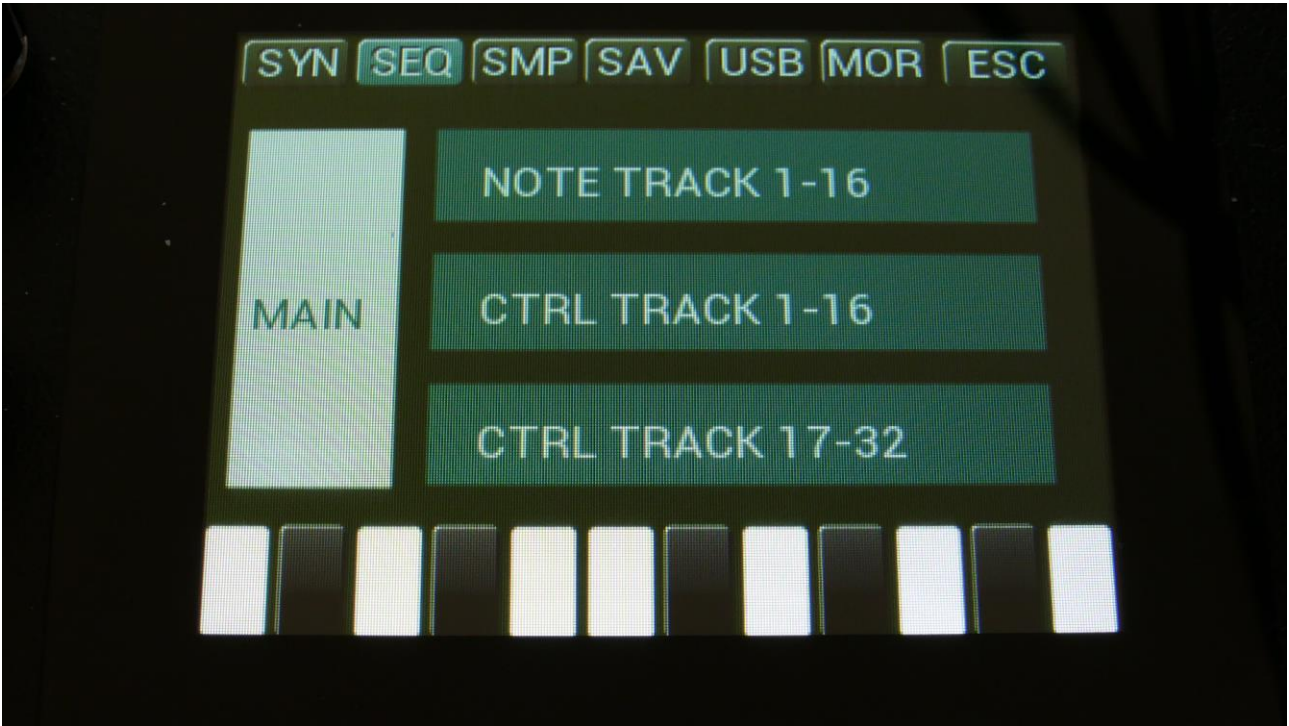 SYN SEQ SMP SAV USB MOR ESC
NOTE TRACK 1-16
MAIN CTRL TRACK 1-16
CTRL TRACK 17-32